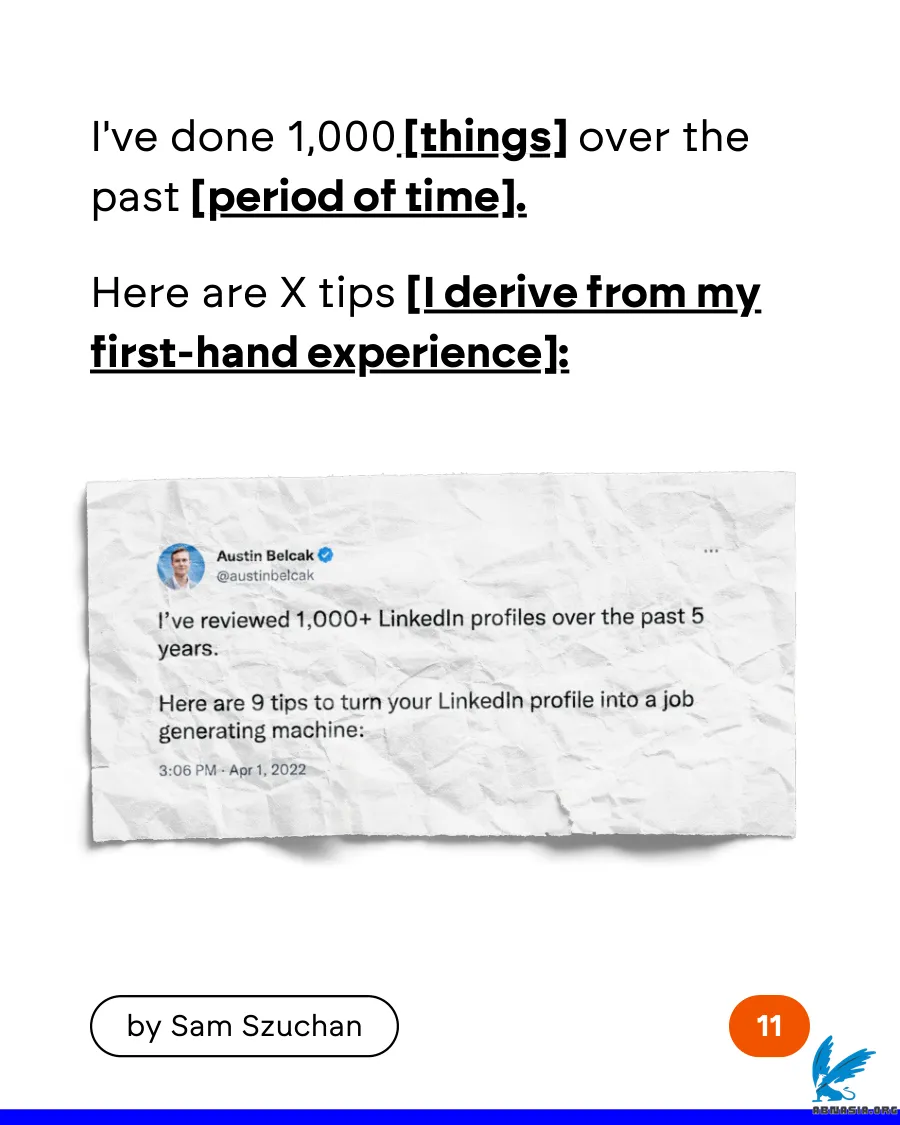 I've done 1,000 [things] over the
past [period of time].
Here are X tips [I derive from my
first-hand experience]:
Austin Belcak
@austinbelcak
I've reviewed 1,000+ LinkedIn profiles over the past 5
years.
Here are 9 tips to turn your LinkedIn profile into a job
generating machine:
3:06 PM · Apr 1, 2022
by Sam Szuchan
11